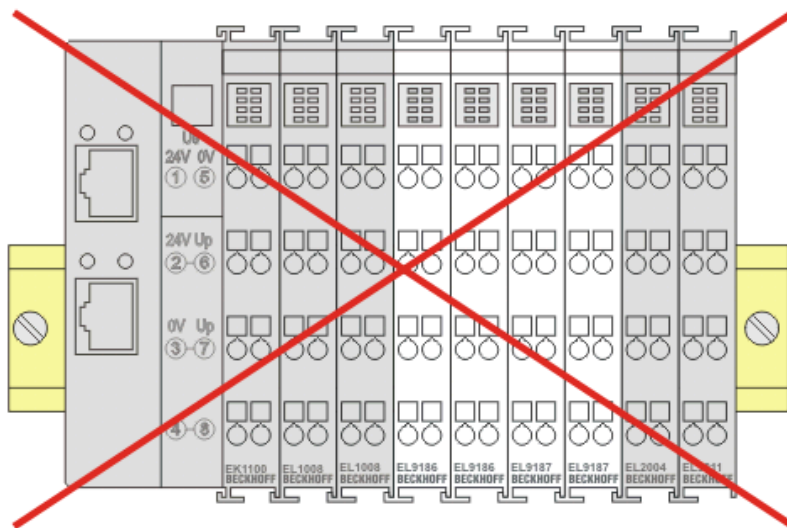 Us
24V 0V
1 5
24V Up
2 6
0V Up
3 7
4 8
EK1100 EL1008 EL1008 EL9186 EL9186 EL9187 EL9187 EL2004
BECKHOFF BECKHOFF BECKHOFF BECKHOFF BECKHOFF BECKHOFF BECKHOFF BECKHOFF BECKHOFF